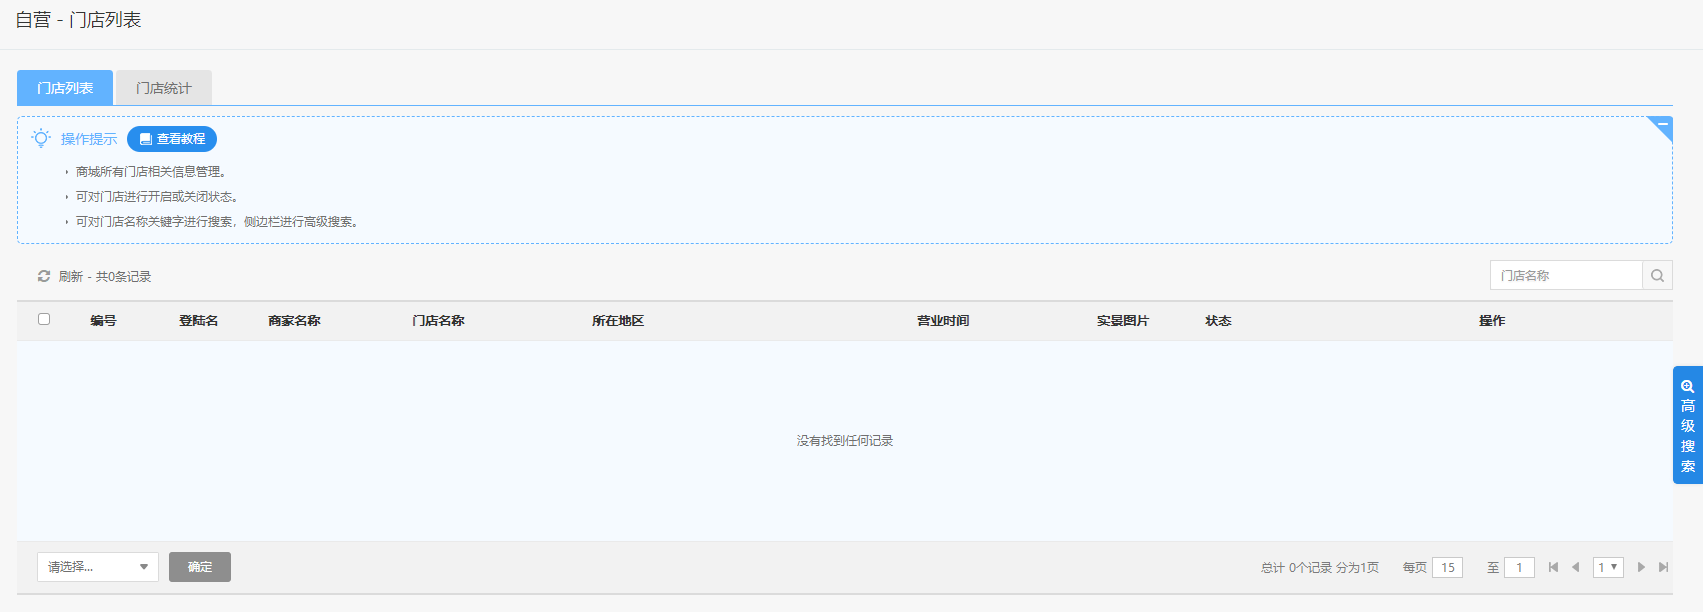 自营 - 门店列表
门店列表 门店统计
操作提示 查看教程
商城所有门店相关信息管理。
可对门店进行开启或关闭状态。
可对门店名称关键字进行搜索，侧边栏进行高级搜索。
刷新 - 共0条记录 门店名称
编号 登陆名 商家名称 门店名称 所在地区 营业时间 实景图片 状态 操作
没有找到任何记录
高级搜索
请选择... 确定 总计 0个记录 分为1页 每页 15 至 1 1